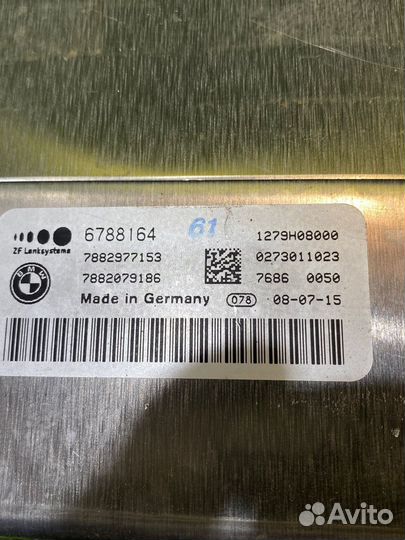 6788164 61 1279H08000
ZF Lenksysteme
BMW 7882977153 0273011023
7882079186 7686 0050
Made in Germany 078 08-07-15
Avito